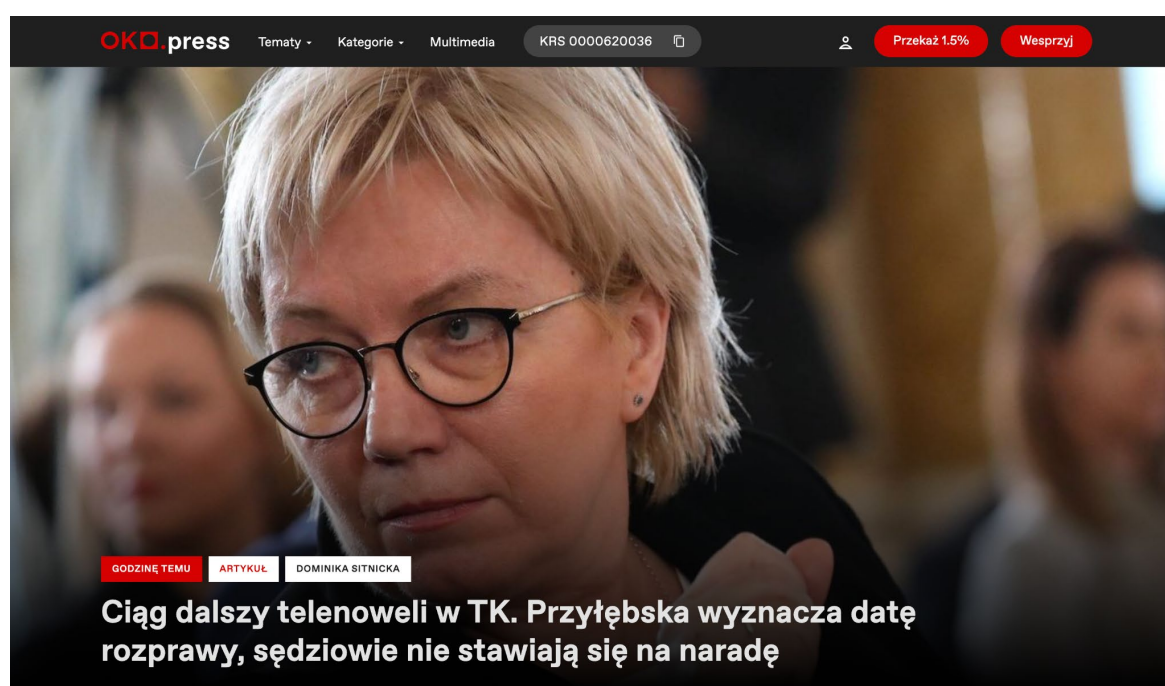 OKO.press Tematy Kategorie Multimedia KRS 0000620036 Przekaż 1.5% Wesprzyj
GODZINĘ TEMU ARTYKUŁ DOMINIKA SITNICKA
Ciąg dalszy telenoweli w TK. Przyłębska wyznacza datę
rozprawy, sędziowie nie stawiają się na naradę